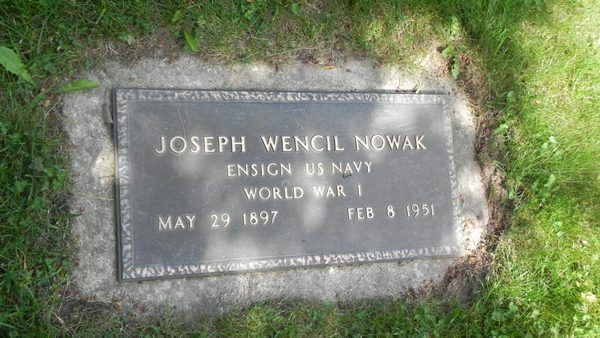 JOSEPH WENCIL NOWAK
ENSIGN US NAVY
WORLD WAR I
MAY 29 1897 FEB 8 1951